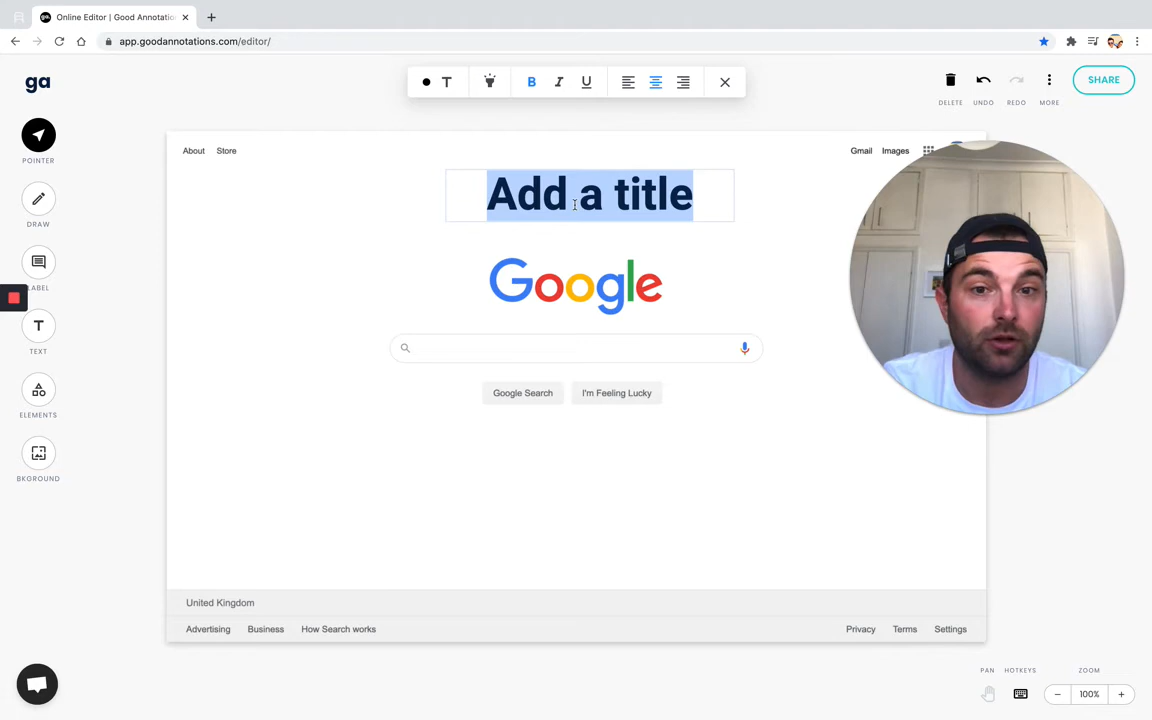 Online Editor | Good Annotatio
app.goodannotations.com/editor/
ga
T
B I U
DELETE UNDO REDO MORE
SHARE
POINTER
DRAW
LABEL
T
TEXT
ELEMENTS
BKGROUND
About Store
Gmail Images
Add a title
Google
Google Search I'm Feeling Lucky
United Kingdom
Advertising Business How Search works
Privacy Terms Settings
PAN HOTKEYS ZOOM
100%